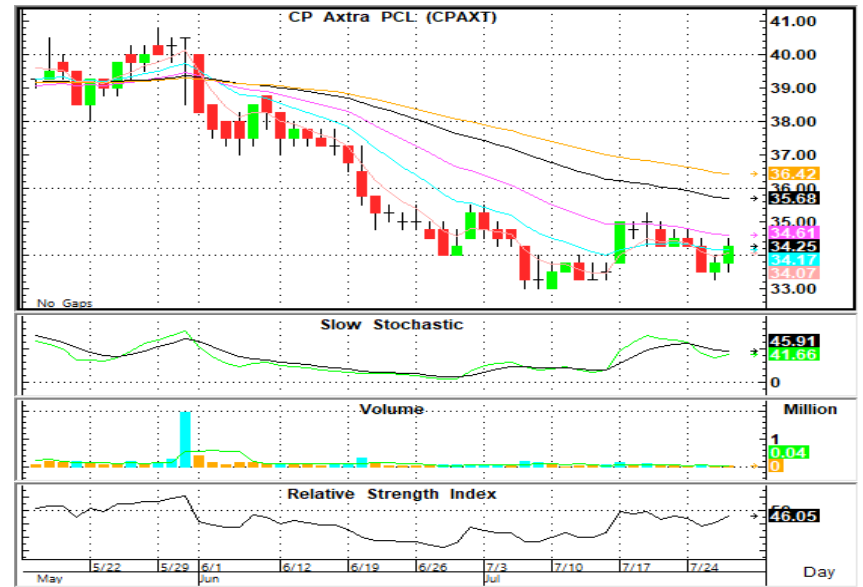 CP Axtra PCL (CPAXT)
41.00
40.00
39.00
38.00
37.00
36.42
36.00
35.68
35.00
34.61
34.25
34.17
34.07
33.00
No Gaps
Slow Stochastic
45.91
41.66
0
Volume
Million
1
0.04
0
Relative Strength Index
50
46.05
5/22 5/29 6/1 6/12 6/19 6/26 7/3 7/10 7/17 7/24
May Jun Jul Day